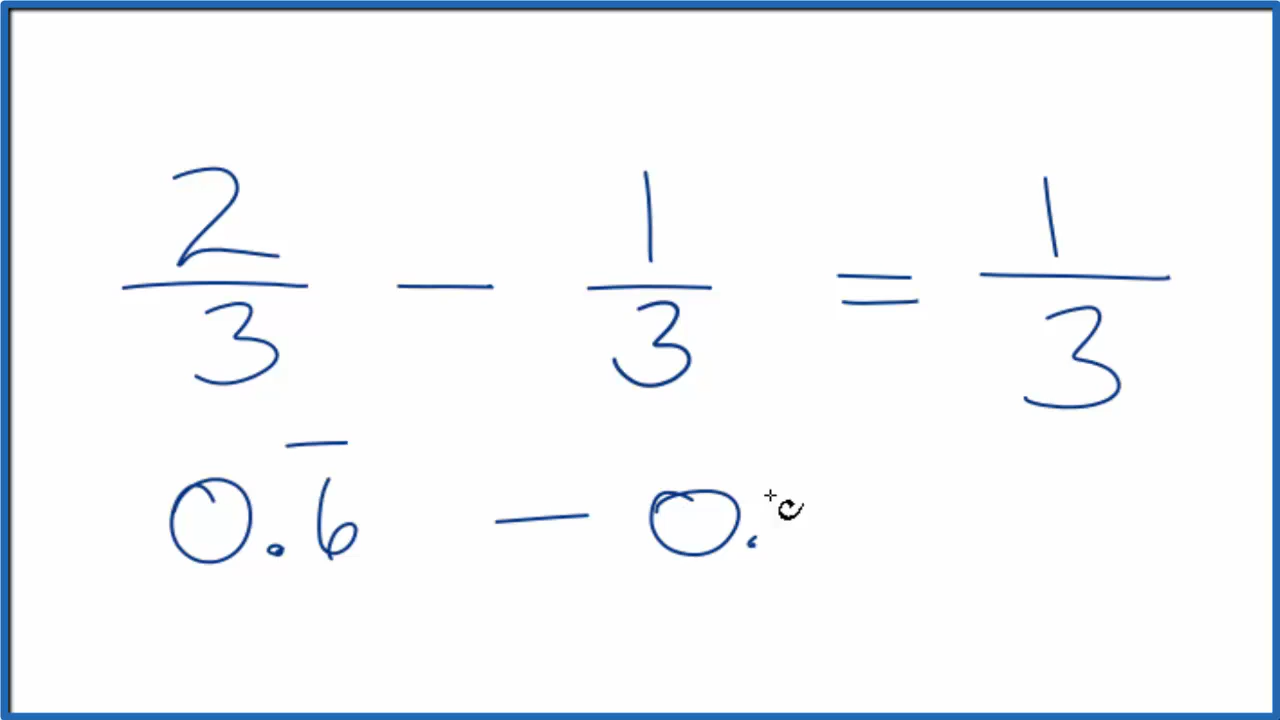 2/3 − 1/3 = 1/3
0.6̅ − 0.